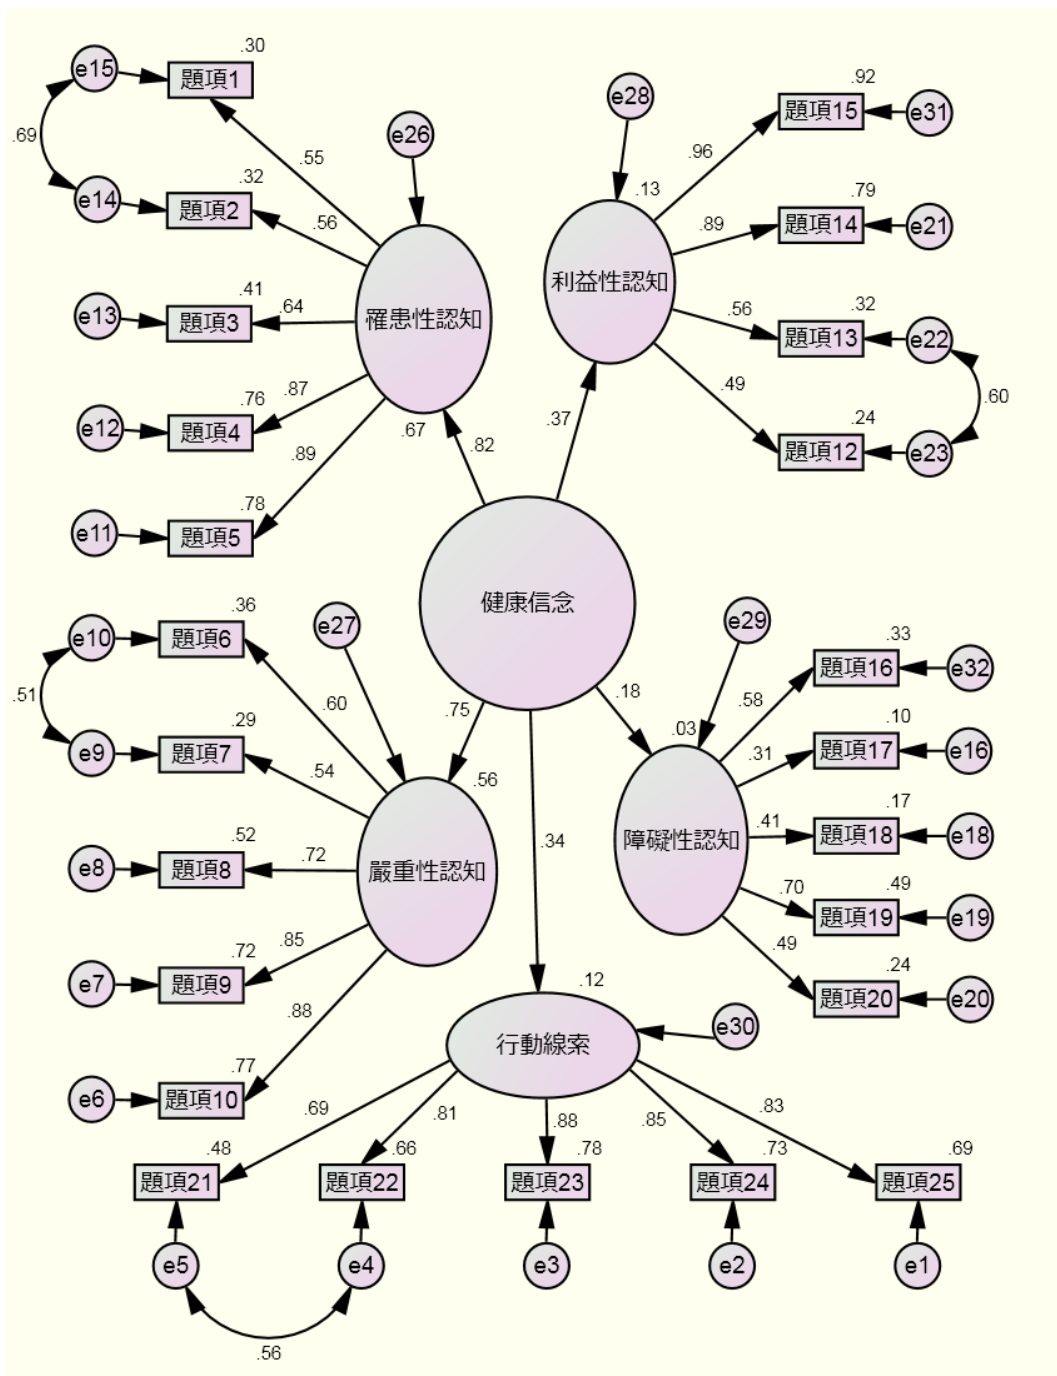 .30
e15
題項1
.69
.55
.32
e14
題項2
.56
e26
.41
e13
題項3
.64
罹患性認知
.76
e12
題項4
.87
.67
.82
.89
.78
e11
題項5
e28
.92
題項15
e31
.96
.13
.79
利益性認知
.89
題項14
e21
.32
.56
題項13
e22
.60
.49
.24
題項12
e23
.37
健康信念
.36
e10
題項6
e27
.51
.60
.29
e9
題項7
.54
.75
.56
.52
e8
題項8
.72
嚴重性認知
.72
e7
題項9
.85
.88
.77
e6
題項10
.34
.18
e29
.03
.33
題項16
e32
.58
.10
.31
題項17
e16
.17
障礙性認知
.41
題項18
e18
.49
.70
題項19
e19
.49
.24
題項20
e20
.12
行動線索
e30
.69
.81
.88
.85
.83
.48
.66
.78
.73
.69
題項21
題項22
題項23
題項24
題項25
e5
e4
e3
e2
e1
.56